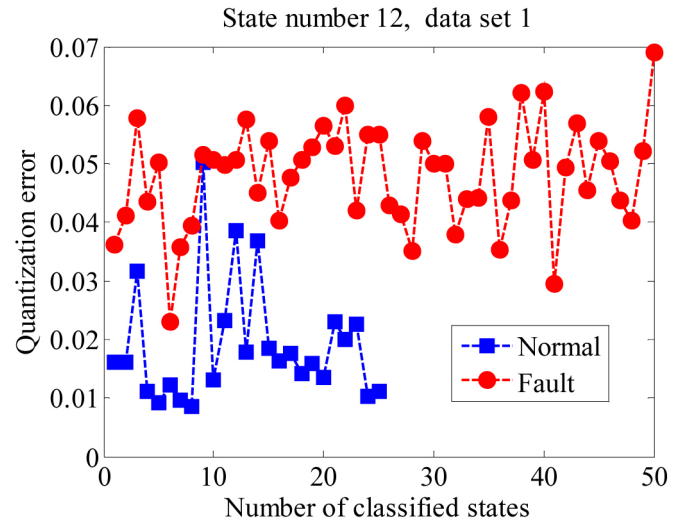 State number 12, data set 1
0.07
0.06
0.05
0.04
0.03
0.02
0.01
0
Quantization error
Normal
Fault
0 10 20 30 40 50
Number of classified states